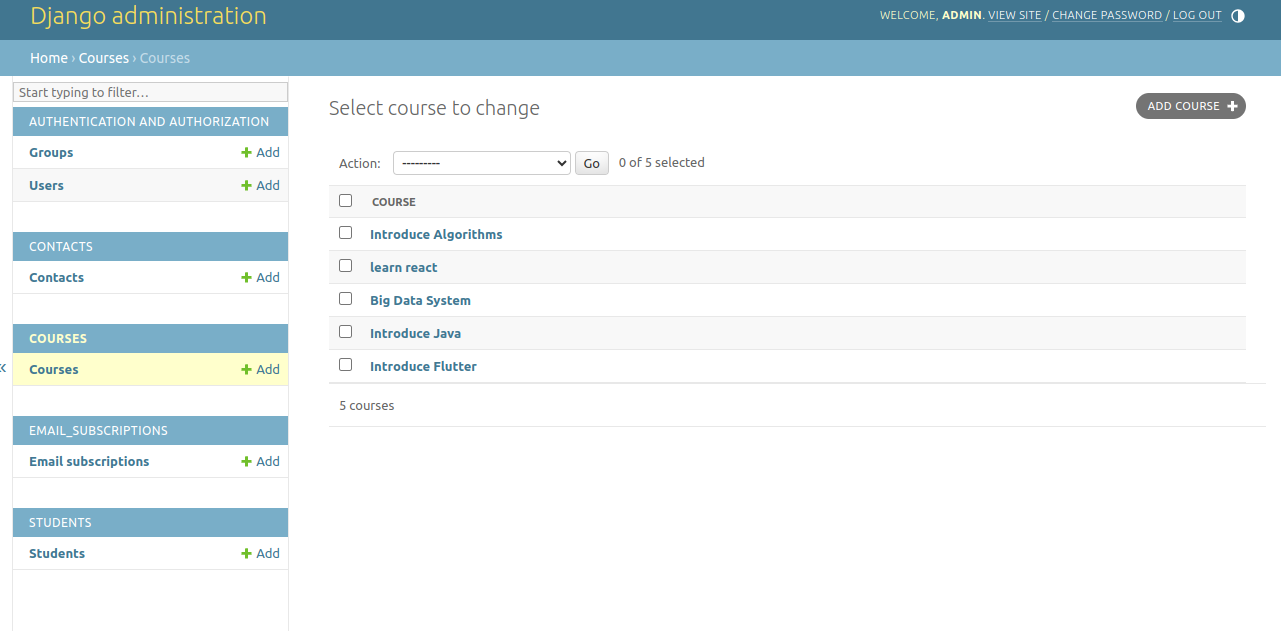 Django administration
WELCOME, ADMIN. VIEW SITE / CHANGE PASSWORD / LOG OUT
Home › Courses › Courses
Start typing to filter…
AUTHENTICATION AND AUTHORIZATION
Groups + Add
Users + Add
CONTACTS
Contacts + Add
COURSES
Courses + Add
EMAIL_SUBSCRIPTIONS
Email subscriptions + Add
STUDENTS
Students + Add
«
Select course to change
ADD COURSE +
Action: --------- Go 0 of 5 selected
COURSE
Introduce Algorithms
learn react
Big Data System
Introduce Java
Introduce Flutter
5 courses